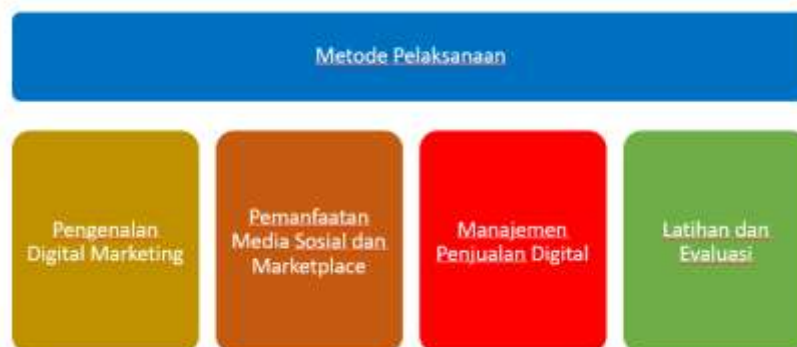 Metode Pelaksanaan
Pengenalan
Digital Marketing
Pemanfaatan
Media Sosial dan
Marketplace
Manajemen
Penjualan Digital
Latihan dan
Evaluasi